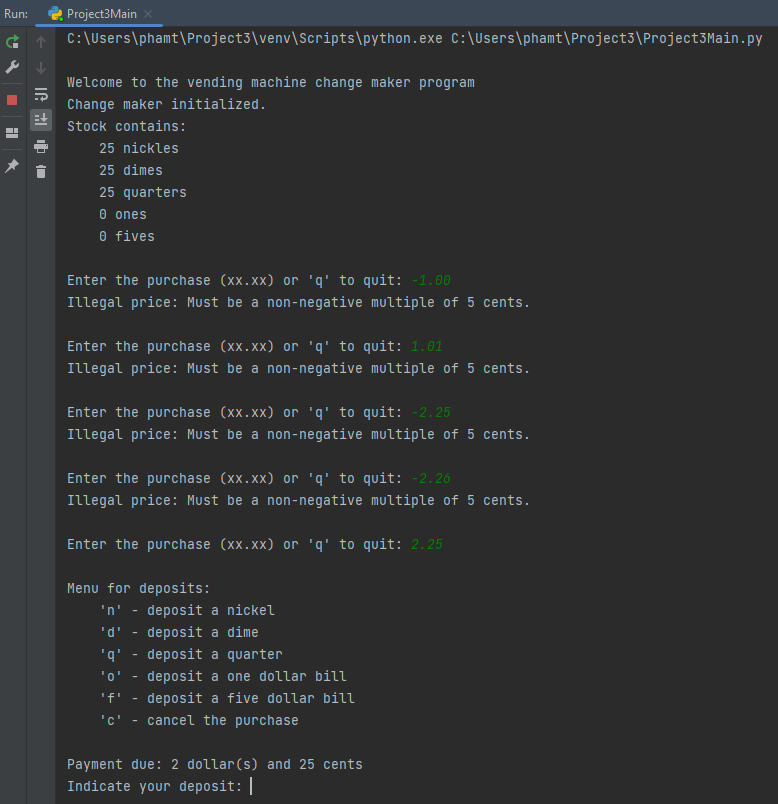 Run:
Project3Main
C:\Users\phamt\Project3\venv\Scripts\python.exe C:\Users\phamt\Project3\Project3Main.py
Welcome to the vending machine change maker program
Change maker initialized.
Stock contains:
25 nickles
25 dimes
25 quarters
0 ones
0 fives
Enter the purchase (xx.xx) or 'q' to quit: -1.00
Illegal price: Must be a non-negative multiple of 5 cents.
Enter the purchase (xx.xx) or 'q' to quit: 1.01
Illegal price: Must be a non-negative multiple of 5 cents.
Enter the purchase (xx.xx) or 'q' to quit: -2.25
Illegal price: Must be a non-negative multiple of 5 cents.
Enter the purchase (xx.xx) or 'q' to quit: -2.26
Illegal price: Must be a non-negative multiple of 5 cents.
Enter the purchase (xx.xx) or 'q' to quit: 2.25
Menu for deposits:
'n' - deposit a nickel
'd' - deposit a dime
'q' - deposit a quarter
'o' - deposit a one dollar bill
'f' - deposit a five dollar bill
'c' - cancel the purchase
Payment due: 2 dollar(s) and 25 cents
Indicate your deposit: